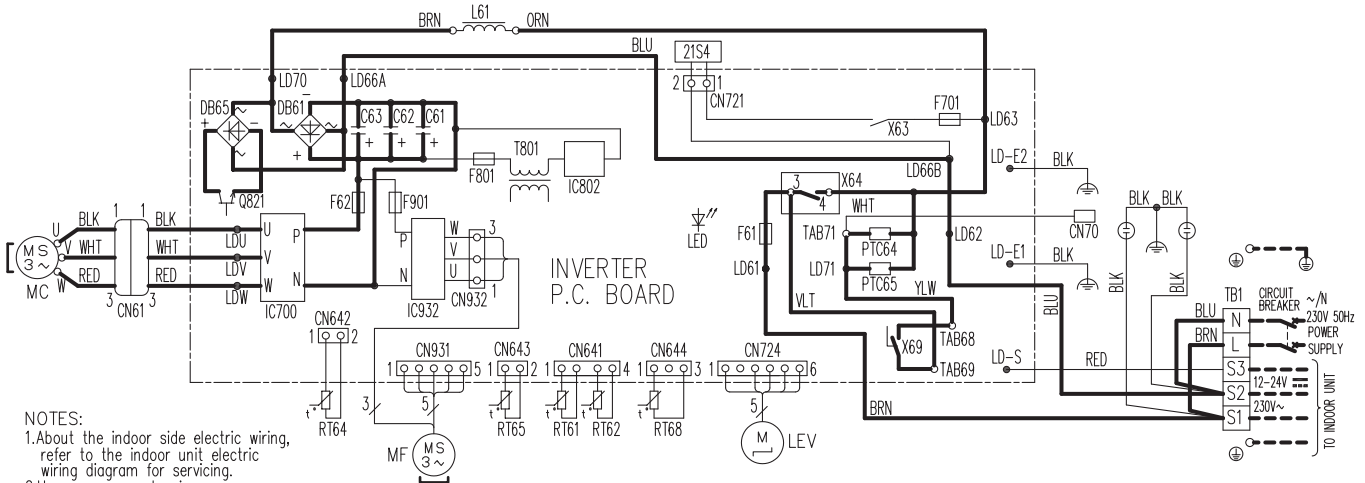 BRN L61 ORN
BLU
21S4
2 1
CN721
LD70 LD66A
DB65 DB61
C63 C62 C61
F701
X63
LD63
T801
F801
IC802
Q821
F62 F901
LD66B
LD-E2 BLK
3 X64
4
WHT
LED
F61
TAB71
PTC64
LD62
CN70
LD61
LD71
PTC65
LD-E1 BLK
VLT
YLW
X69
TAB68
TAB69
LD-S RED
BLU
BRN
BLK BLK
U BLK 1 1 BLK
V WHT WHT
W RED RED
3 3
MS
3~
MC
CN61
LDU
LDV
LDW
U P
V
W N
IC700
P
N
IC932
W 3
V
U 1
CN932
INVERTER
P.C. BOARD
CN642
1 2
CN931
1 5
CN643
1 2
CN641
1 4
CN644
1 3
CN724
1 6
t° RT64
3
5
t° RT65
t° RT61
t° RT62
t° RT68
5
MF MS
3~
M LEV
TB1
BLU N
BRN L
S3
S2
S1
CIRCUIT
BREAKER
~/N
230V 50Hz
POWER
SUPPLY
12-24V
230V~
TO INDOOR UNIT
NOTES:
1.About the indoor side electric wiring,
refer to the indoor unit electric
wiring diagram for servicing.